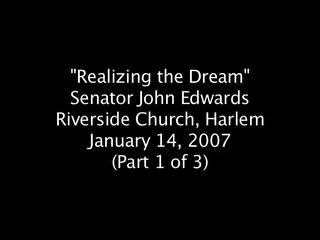 "Realizing the Dream"
Senator John Edwards
Riverside Church, Harlem
January 14, 2007
(Part 1 of 3)